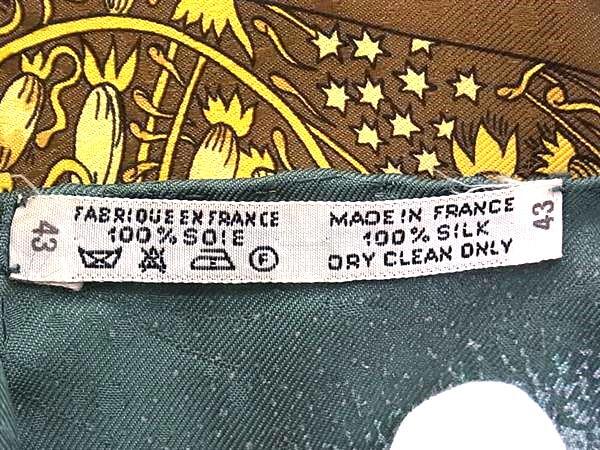 43
FABRIQUE EN FRANCE
100% SOIE
F
MADE IN FRANCE
100% SILK
DRY CLEAN ONLY
43